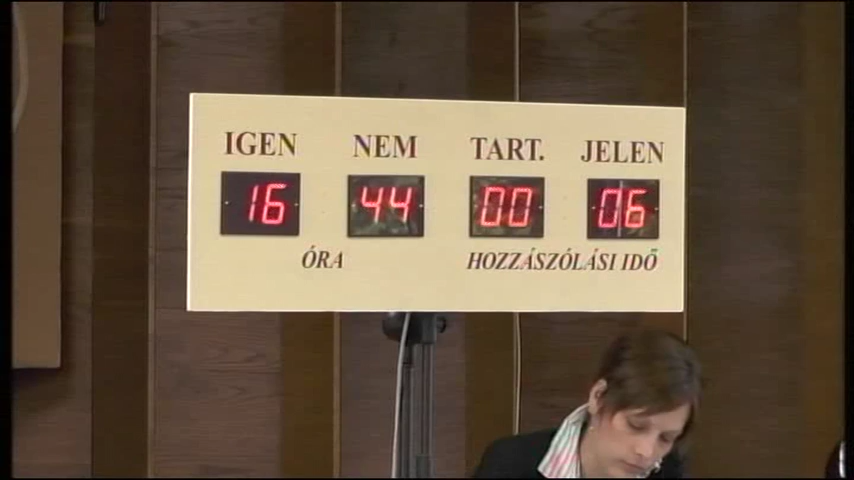 IGEN NEM TART. JELEN
16 44 00 06
ÓRA HOZZÁSZÓLÁSI IDŐ